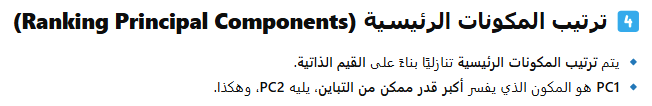 4️⃣ ترتيب المكونات الرئيسية (Ranking Principal Components)
🔹 يتم ترتيب المكونات الرئيسية تنازليًا بناءً على القيم الذاتية.
🔹 PC1 هو المكون الذي يفسر أكبر قدر ممكن من التباين، يليه PC2، وهكذا.